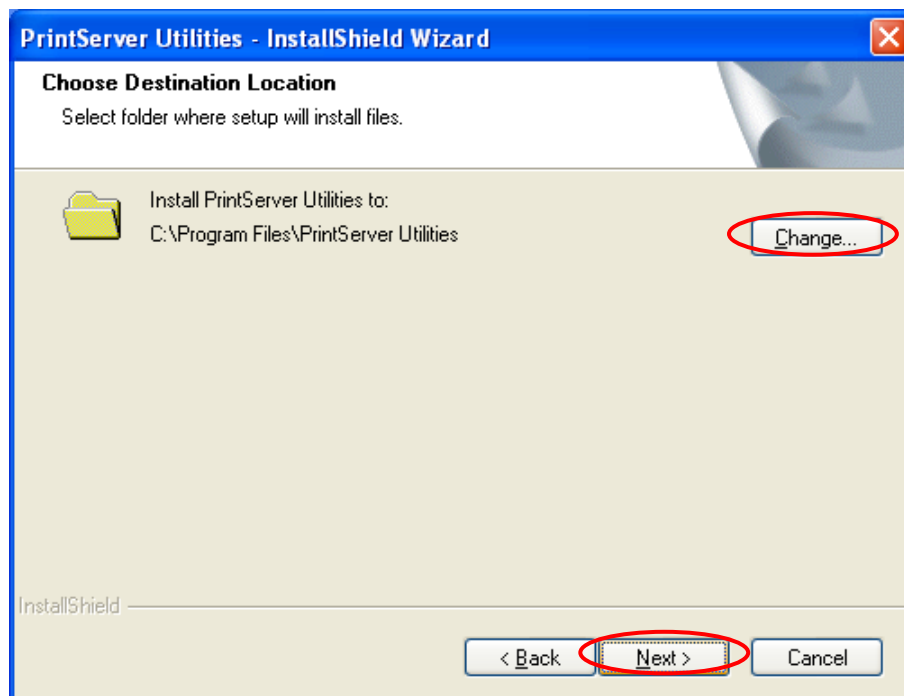 PrintServer Utilities - InstallShield Wizard
Choose Destination Location
Select folder where setup will install files.
Install PrintServer Utilities to:
C:\Program Files\PrintServer Utilities
Change...
InstallShield
< Back
Next >
Cancel